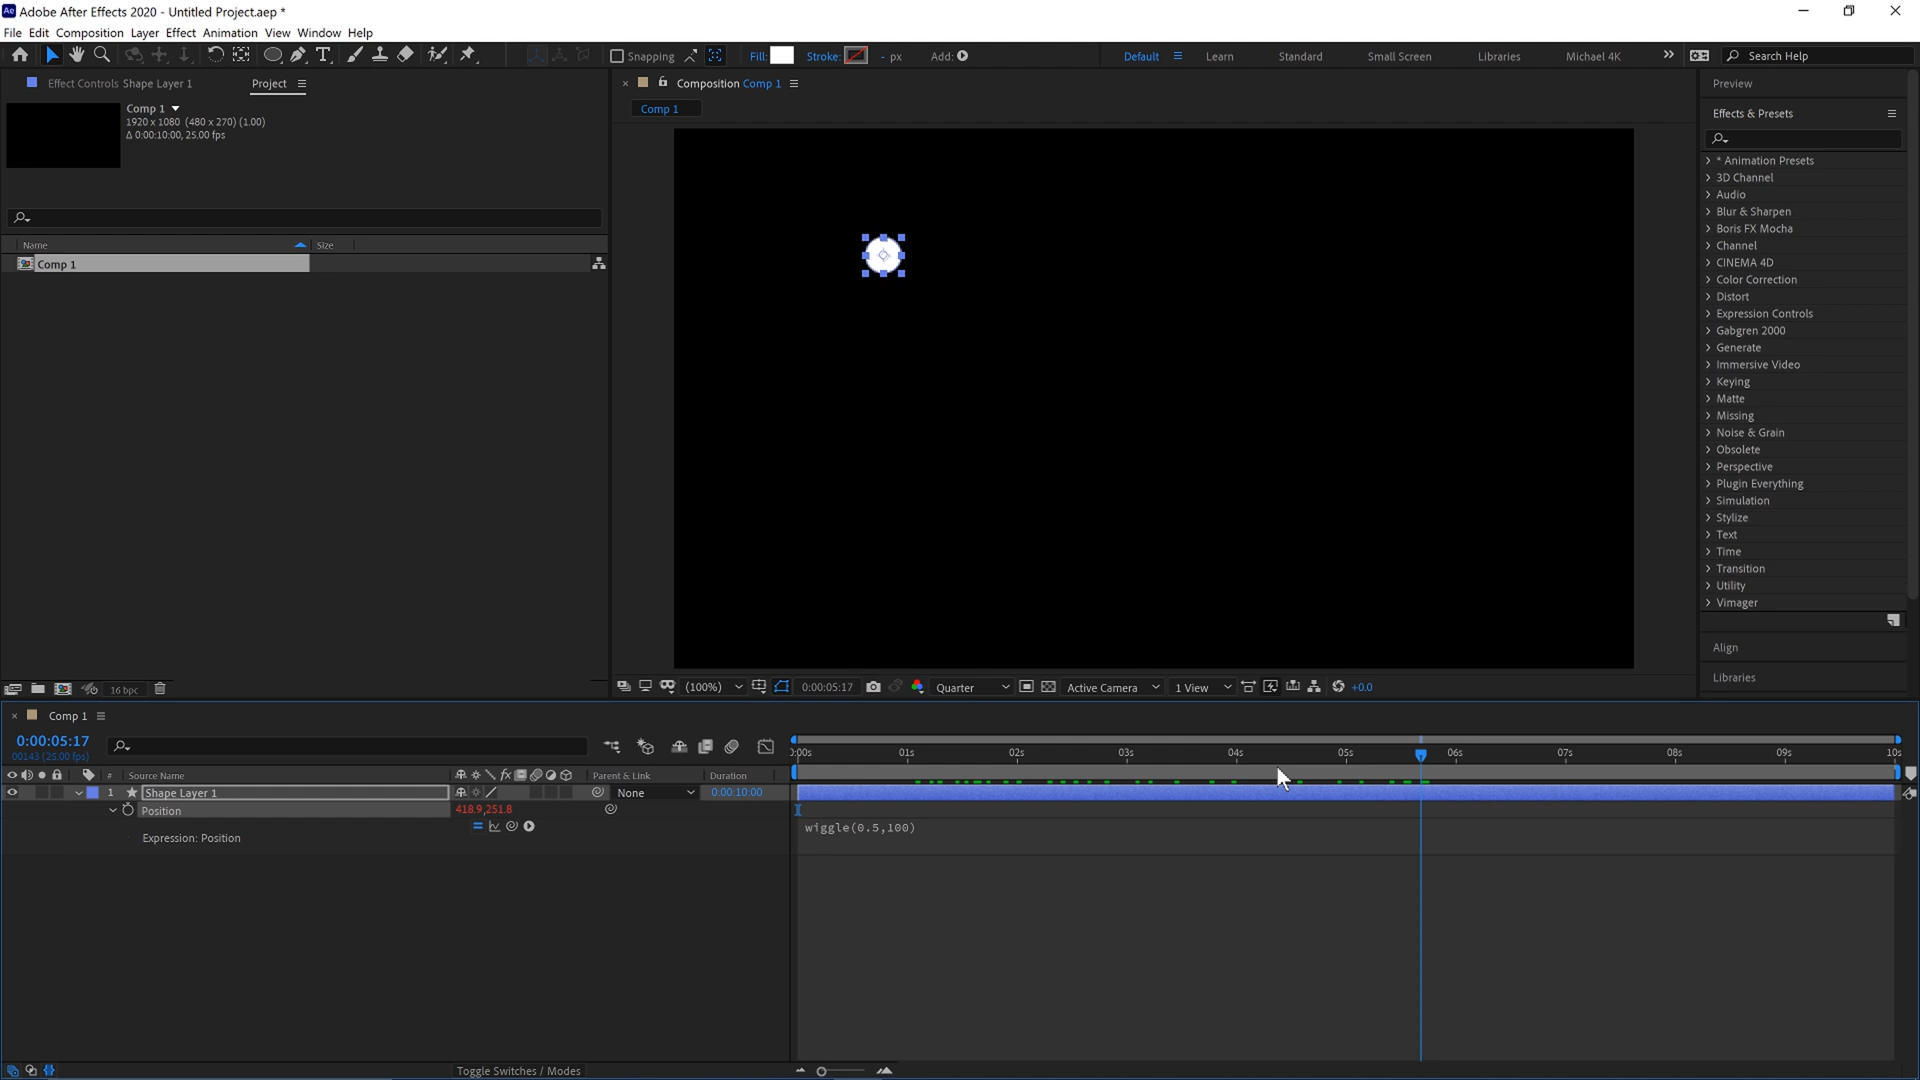 Adobe After Effects 2020 - Untitled Project.aep *
File Edit Composition Layer Effect Animation View Window Help
Snapping Fill: Stroke: - px Add: Default Learn Standard Small Screen Libraries Michael 4K Search Help
Effect Controls Shape Layer 1 Project
Comp 1
1920 x 1080 (480 x 270) (1.00)
Δ 0:00:10:00, 25.00 fps
Name Size
Comp 1
16 bpc
Composition Comp 1
Comp 1
(100%) 0:00:05:17 Quarter Active Camera 1 View +0.0
Preview
Effects & Presets
* Animation Presets
3D Channel
Audio
Blur & Sharpen
Boris FX Mocha
Channel
CINEMA 4D
Color Correction
Distort
Expression Controls
Gabgren 2000
Generate
Immersive Video
Keying
Matte
Missing
Noise & Grain
Obsolete
Perspective
Plugin Everything
Simulation
Stylize
Text
Time
Transition
Utility
Vimager
Align
Libraries
Comp 1
0:00:05:17
00143 (25.00 fps)
:00s 01s 02s 03s 04s 05s 06s 07s 08s 09s 10s
# Source Name fx Parent & Link Duration
1 Shape Layer 1 None 0:00:10:00
Position 418.9,251.8
Expression: Position wiggle(0.5,100)
Toggle Switches / Modes